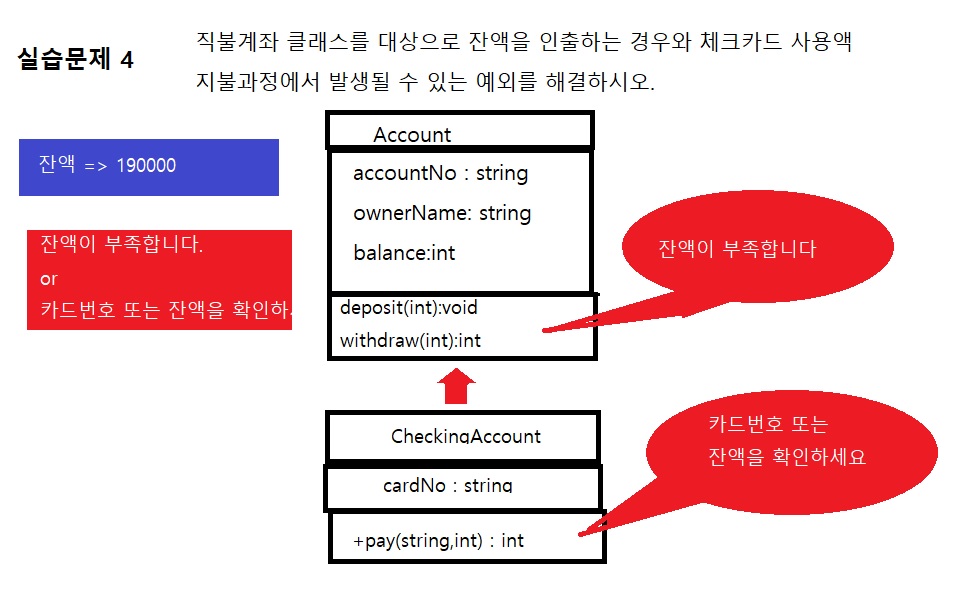 실습문제 4
직불계좌 클래스를 대상으로 잔액을 인출하는 경우와 체크카드 사용액
지불과정에서 발생될 수 있는 예외를 해결하시오.
잔액 => 190000
잔액이 부족합니다.
or
카드번호 또는 잔액을 확인하
Account
accountNo : string
ownerName: string
balance:int
deposit(int):void
withdraw(int):int
잔액이 부족합니다
CheckingAccount
cardNo : string
+pay(string,int) : int
카드번호 또는
잔액을 확인하세요